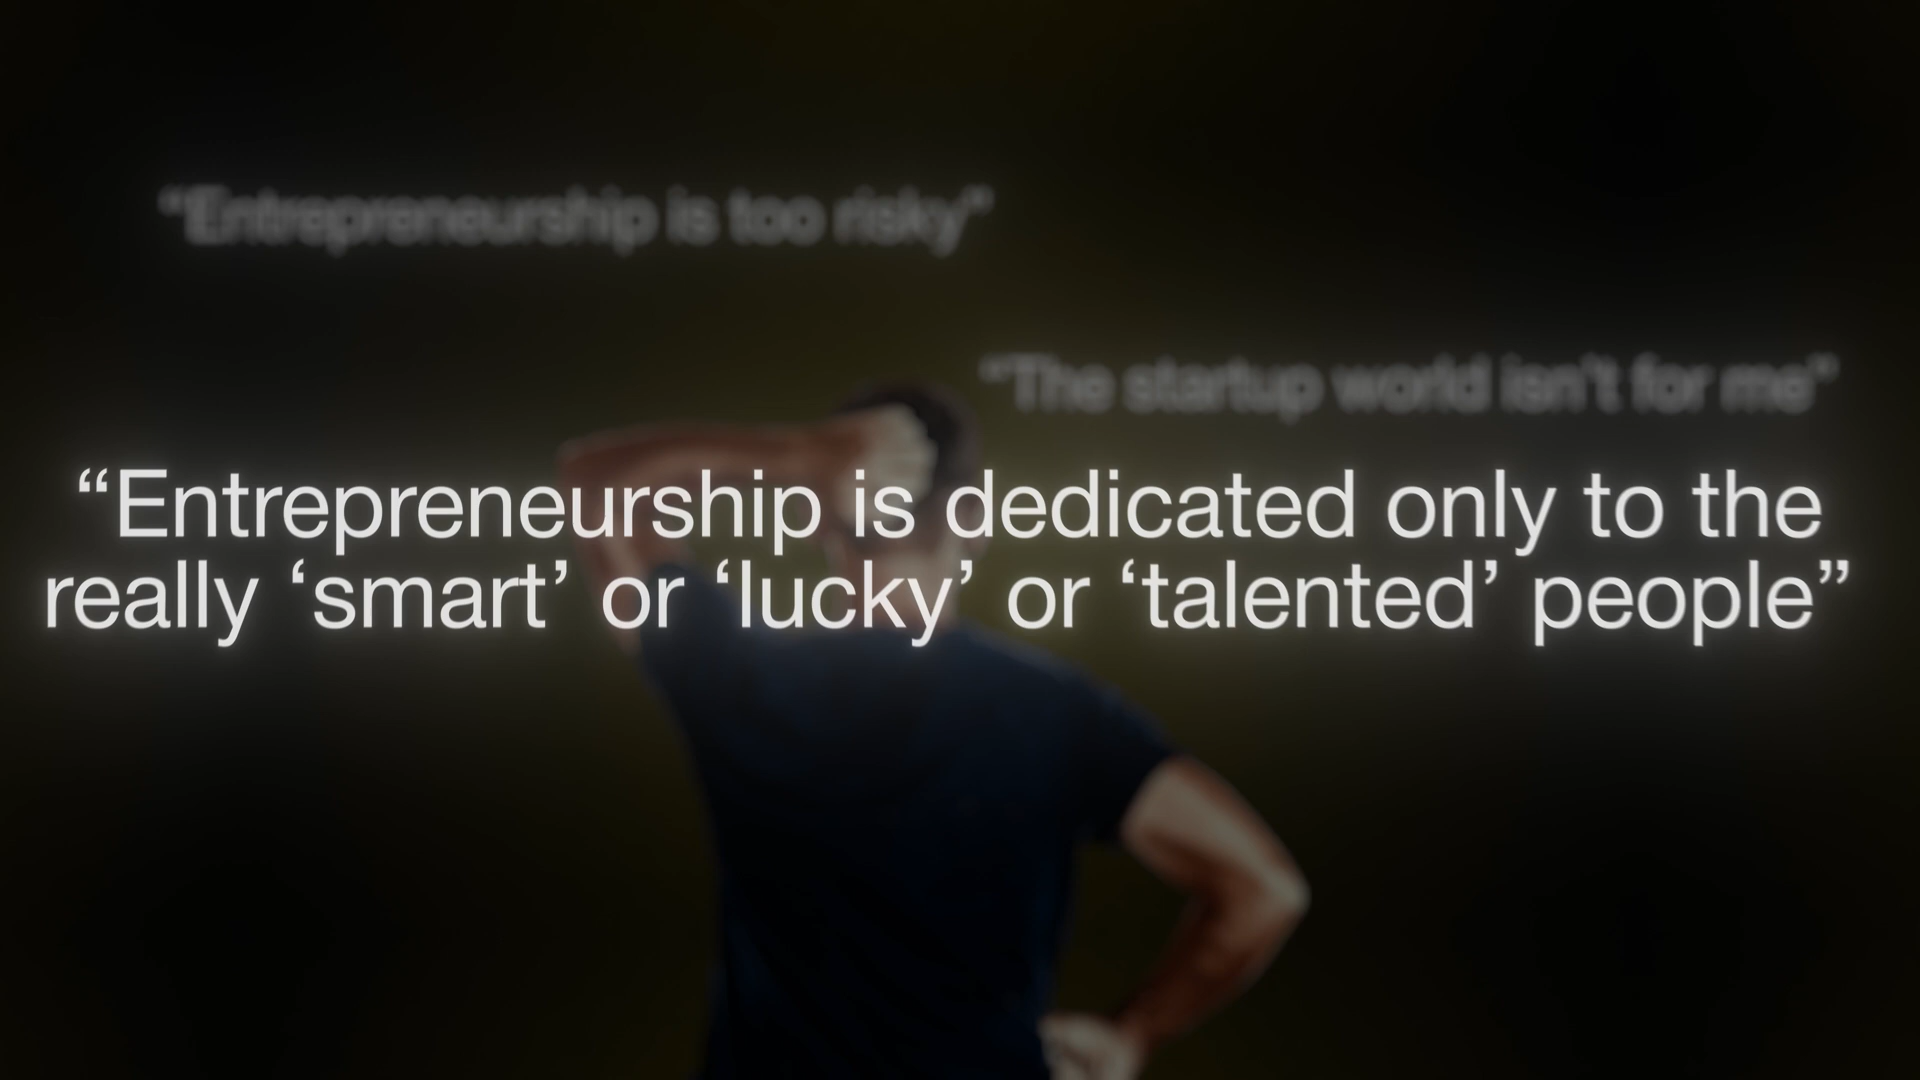 “Entrepreneurship is too risky”
“The startup world isn’t for me”
“Entrepreneurship is dedicated only to the
really ‘smart’ or ‘lucky’ or ‘talented’ people”